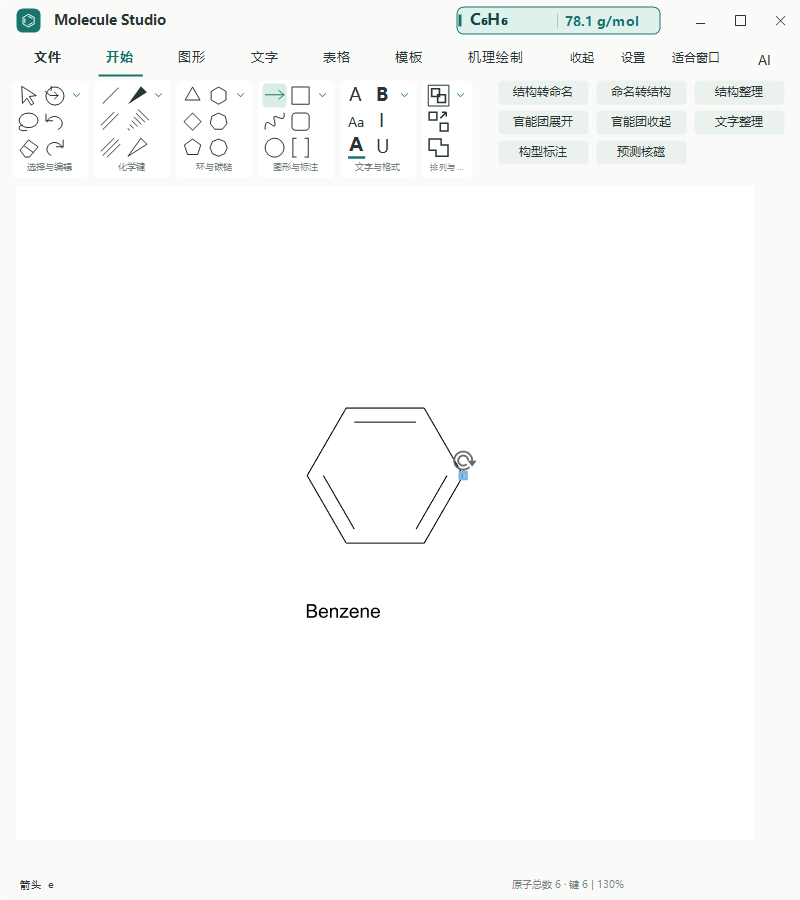 Molecule Studio
C₆H₆
78.1 g/mol
文件 开始 图形 文字 表格 模板 机理绘制 收起 设置 适合窗口 AI
A B
Aa I
A U
选择与编辑 化学键 环与碳链 图形与标注 文字与格式 排列与...
结构转命名 命名转结构 结构整理
官能团展开 官能团收起 文字整理
构型标注 预测核磁
Benzene
箭头 e
原子总数 6 · 键 6 | 130%